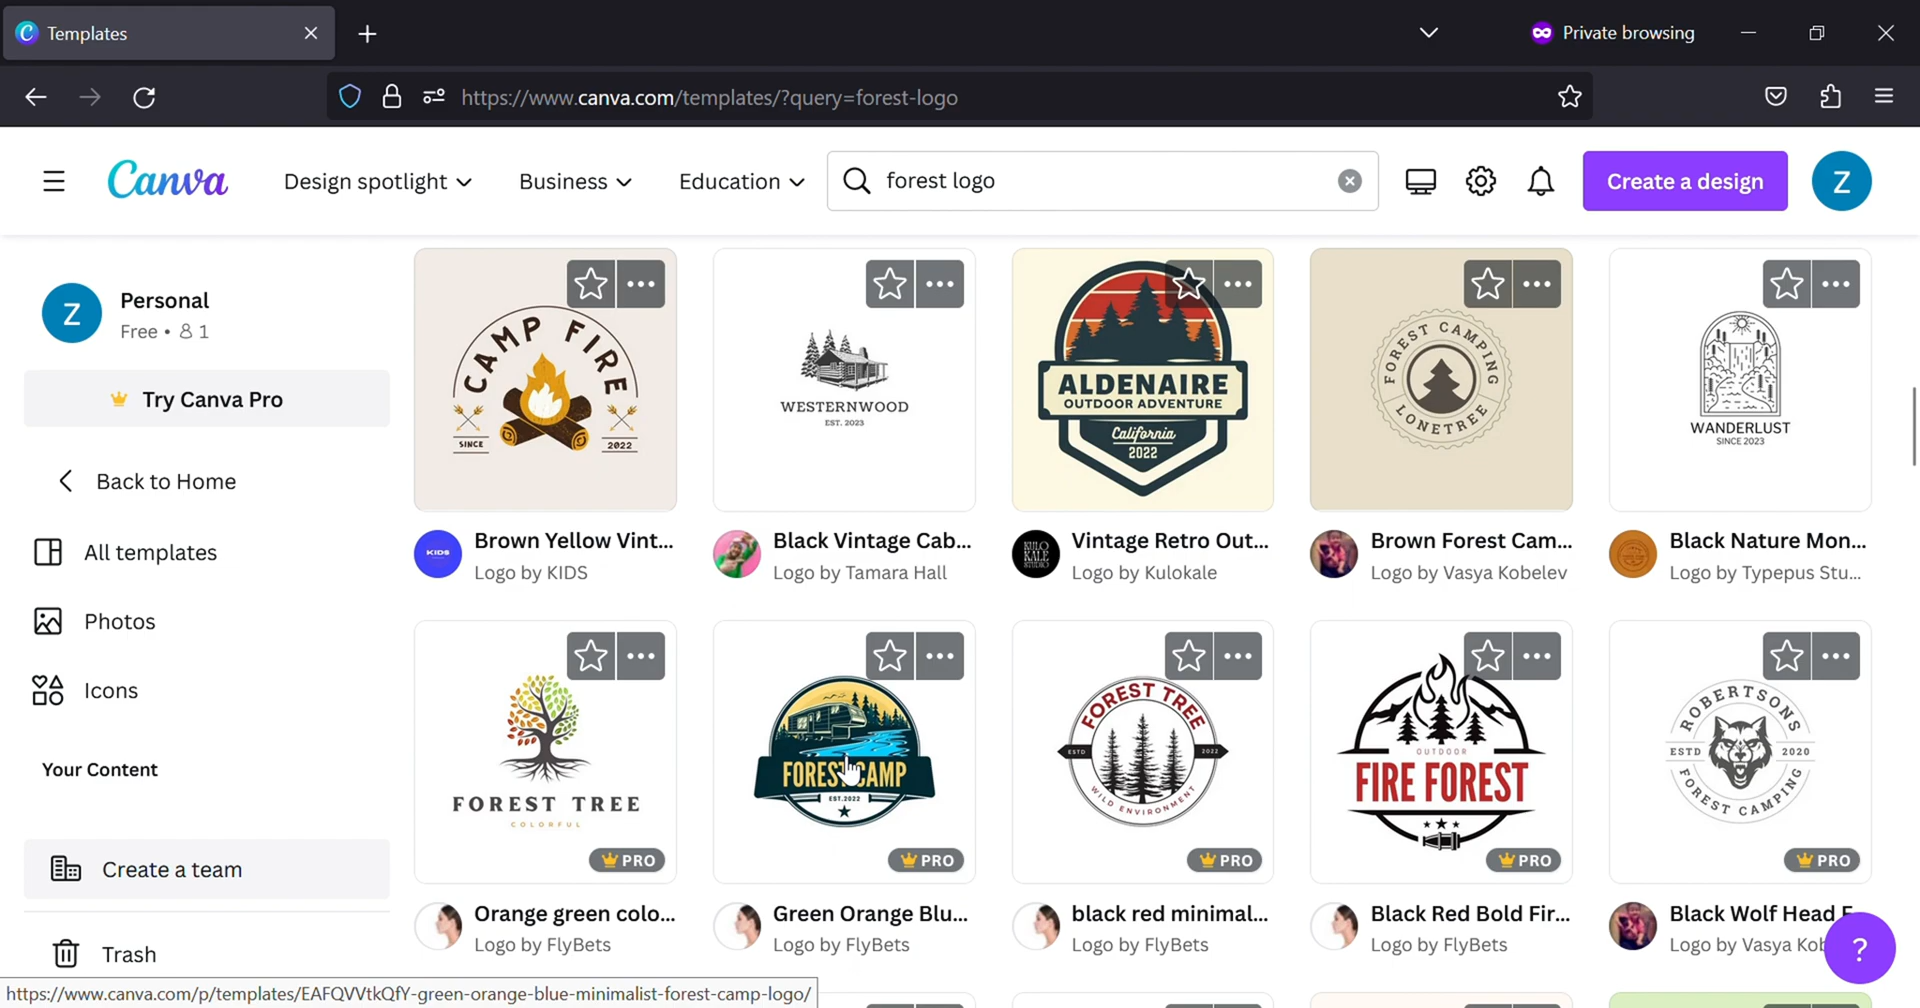 Templates
Private browsing
https://www.canva.com/templates/?query=forest-logo
Canva
Design spotlight
Business
Education
forest logo
Create a design
Z
Z
Personal
Free • 1
Try Canva Pro
Back to Home
All templates
Photos
Icons
Your Content
Create a team
Trash
CAMP FIRE
SINCE
2022
WESTERNWOOD
EST. 2023
ALDENAIRE
OUTDOOR ADVENTURE
California
2022
FOREST CAMPING
LONETREE
WANDERLUST
SINCE 2023
KIDS
Brown Yellow Vint...
Logo by KIDS
Black Vintage Cab...
Logo by Tamara Hall
KULO
KALE
STUDIO
Vintage Retro Out...
Logo by Kulokale
Brown Forest Cam...
Logo by Vasya Kobelev
Black Nature Mon...
Logo by Typepus Stu...
FOREST TREE
COLORFUL
PRO
FOREST CAMP
EST.2022
PRO
FOREST TREE
ESTD
2022
WILD ENVIRONMENT
PRO
OUTDOOR
FIRE FOREST
PRO
ROBERTSONS
ESTD
2020
FOREST CAMPING
PRO
Orange green colo...
Logo by FlyBets
Green Orange Blu...
Logo by FlyBets
black red minimal...
Logo by FlyBets
Black Red Bold Fir...
Logo by FlyBets
Black Wolf Head F
Logo by Vasya Kob
?
https://www.canva.com/p/templates/EAFQVVtkQfY-green-orange-blue-minimalist-forest-camp-logo/